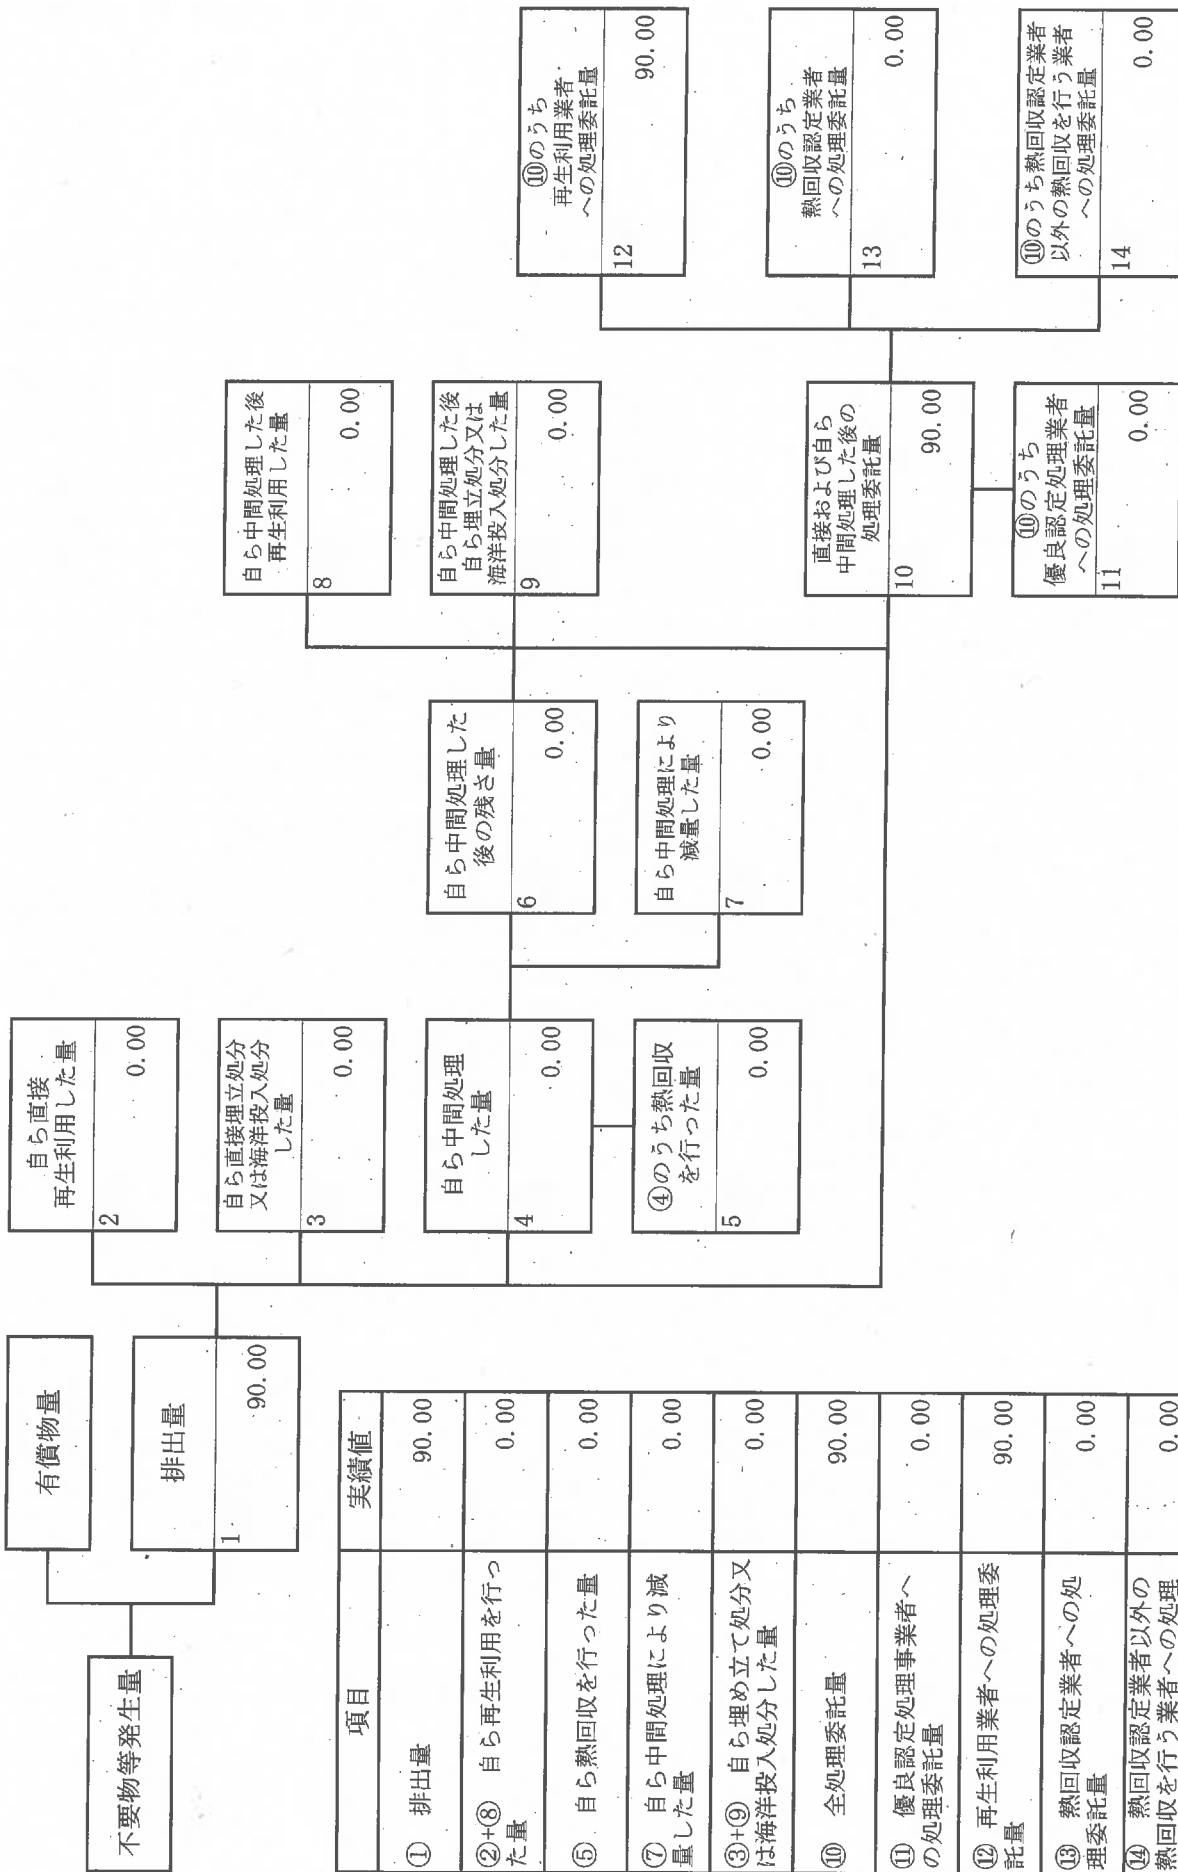 不要物等発生量
有償物量
排出量
1
90.00
自ら直接
再生利用した量
2
0.00
自ら直接埋立処分
又は海洋投入処分
した量
3
0.00
自ら中間処理
した量
4
0.00
④のうち熱回収
を行った量
5
0.00
自ら中間処理した
後の残さ量
6
0.00
自ら中間処理により
減量した量
7
0.00
自ら中間処理した後
再生利用した量
8
0.00
自ら中間処理した後
自ら埋立処分又は
海洋投入処分した量
9
0.00
直接および自ら
中間処理した後の
処理委託量
10
90.00
⑩のうち
優良認定処理業者
への処理委託量
11
0.00
⑩のうち
再生利用業者
への処理委託量
12
90.00
⑩のうち
熱回収認定業者
への処理委託量
13
0.00
⑩のうち熱回収認定業者
以外の熱回収を行う業者
への処理委託量
14
0.00
項目 実績値
① 排出量 90.00
②+⑧ 自ら再生利用を行っ
た量 0.00
⑤ 自ら熱回収を行った量 0.00
⑦ 自ら中間処理により減
量した量 0.00
③+⑨ 自ら埋め立て処分又
は海洋投入処分した量 0.00
⑩ 全処理委託量 90.00
⑪ 優良認定処理事業者へ
の処理委託量 0.00
⑫ 再生利用業者への処理委
託量 90.00
⑬ 熱回収認定業者への処
理委託量 0.00
⑭ 熱回収認定業者以外の
熱回収を行う業者への処理 0.00